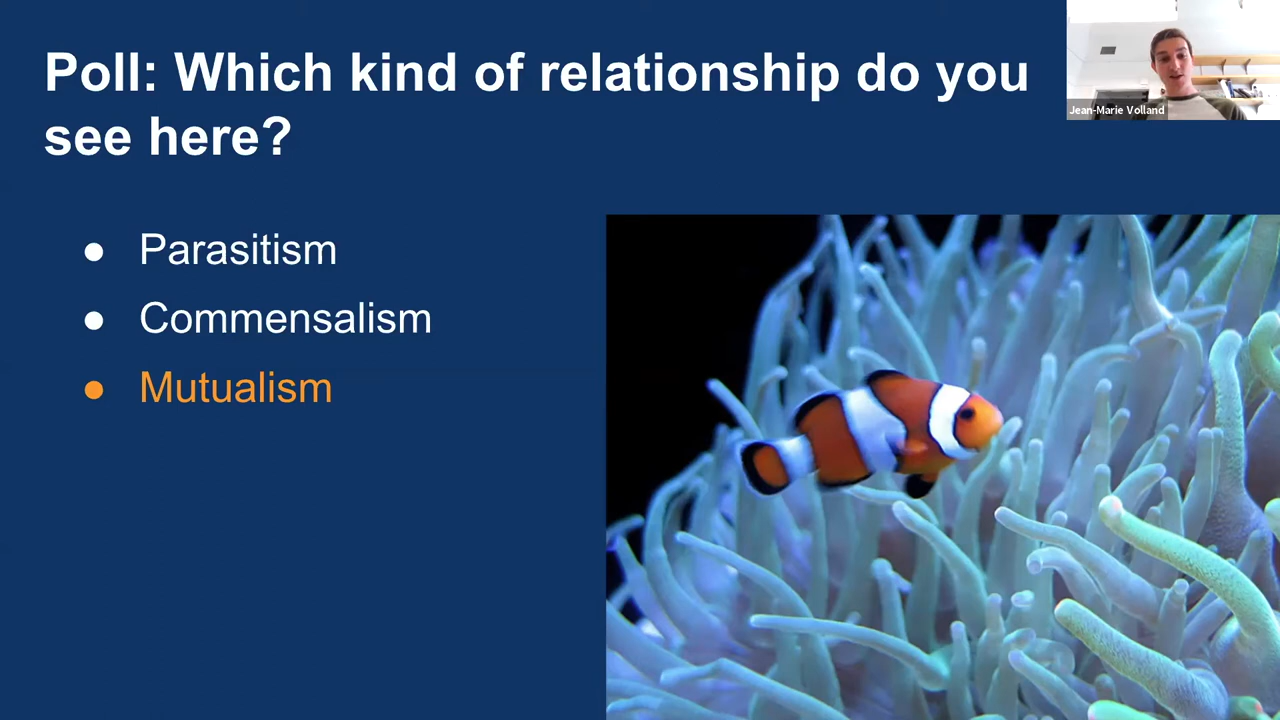 Poll: Which kind of relationship do you
see here?
Jean-Marie Volland
● Parasitism
● Commensalism
● Mutualism